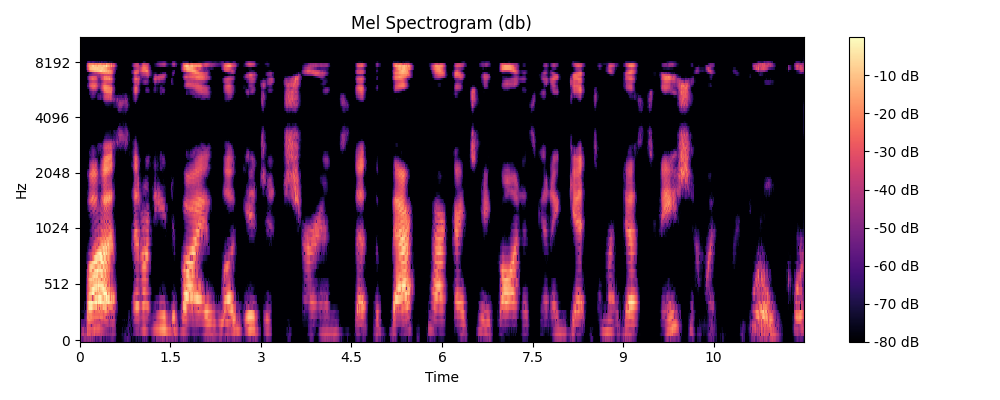 Mel Spectrogram (db)
Hz
8192
4096
2048
1024
512
0
0 1.5 3 4.5 6 7.5 9 10
Time
-10 dB
-20 dB
-30 dB
-40 dB
-50 dB
-60 dB
-70 dB
-80 dB